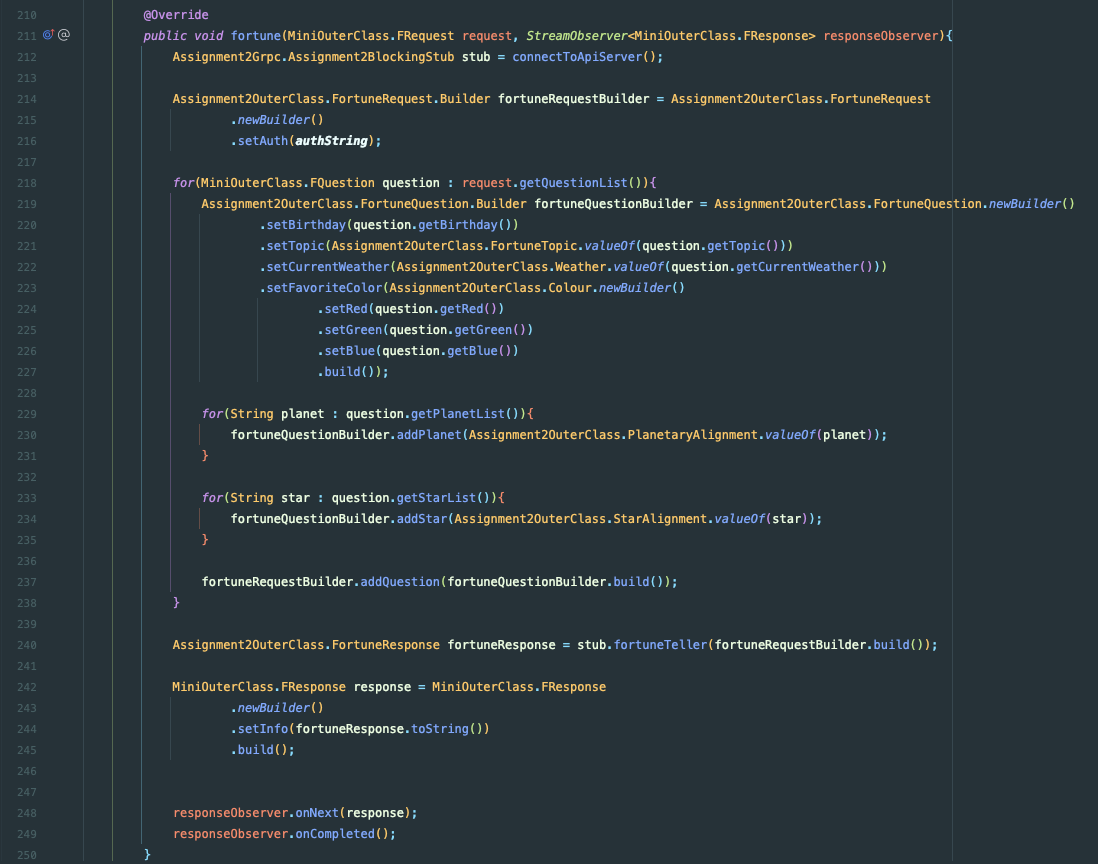 210 @Override
211 public void fortune(MiniOuterClass.FRequest request, StreamObserver<MiniOuterClass.FResponse> responseObserver){
212 Assignment2Grpc.Assignment2BlockingStub stub = connectToApiServer();
213
214 Assignment2OuterClass.FortuneRequest.Builder fortuneRequestBuilder = Assignment2OuterClass.FortuneRequest
215 .newBuilder()
216 .setAuth(authString);
217
218 for(MiniOuterClass.FQuestion question : request.getQuestionList()){
219 Assignment2OuterClass.FortuneQuestion.Builder fortuneQuestionBuilder = Assignment2OuterClass.FortuneQuestion.newBuilder()
220 .setBirthday(question.getBirthday())
221 .setTopic(Assignment2OuterClass.FortuneTopic.valueOf(question.getTopic()))
222 .setCurrentWeather(Assignment2OuterClass.Weather.valueOf(question.getCurrentWeather()))
223 .setFavoriteColor(Assignment2OuterClass.Colour.newBuilder()
224 .setRed(question.getRed())
225 .setGreen(question.getGreen())
226 .setBlue(question.getBlue())
227 .build());
228
229 for(String planet : question.getPlanetList()){
230 fortuneQuestionBuilder.addPlanet(Assignment2OuterClass.PlanetaryAlignment.valueOf(planet));
231 }
232
233 for(String star : question.getStarList()){
234 fortuneQuestionBuilder.addStar(Assignment2OuterClass.StarAlignment.valueOf(star));
235 }
236
237 fortuneRequestBuilder.addQuestion(fortuneQuestionBuilder.build());
238 }
239
240 Assignment2OuterClass.FortuneResponse fortuneResponse = stub.fortuneTeller(fortuneRequestBuilder.build());
241
242 MiniOuterClass.FResponse response = MiniOuterClass.FResponse
243 .newBuilder()
244 .setInfo(fortuneResponse.toString())
245 .build();
246
247
248 responseObserver.onNext(response);
249 responseObserver.onCompleted();
250 }